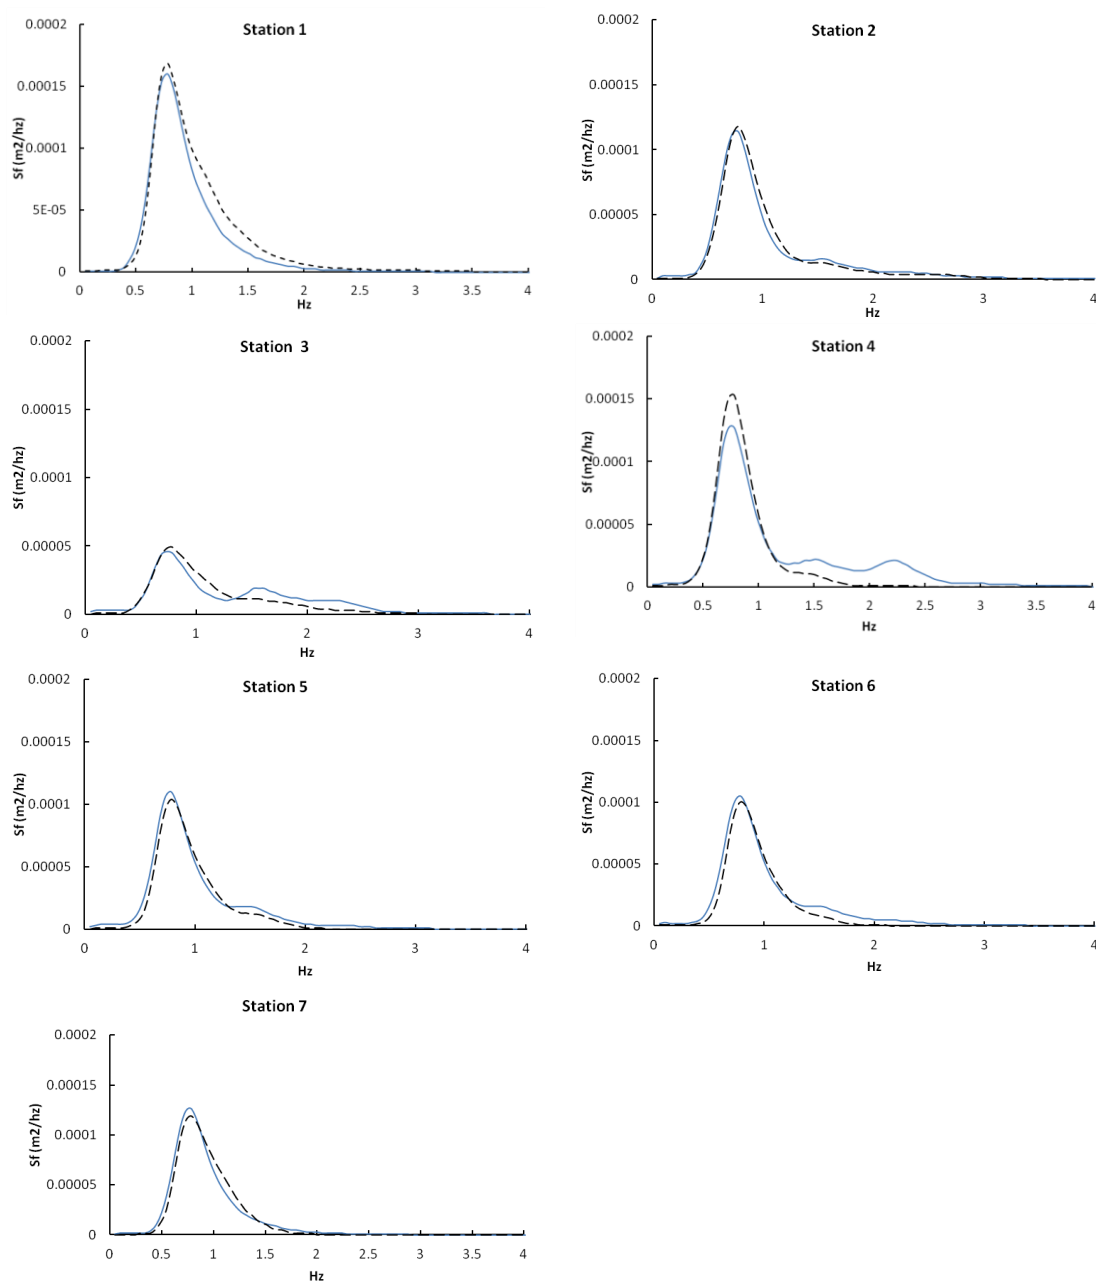 Station 1
Sf (m2/hz)
0.0002
0.00015
0.0001
5E-05
0
0 0.5 1 1.5 2 2.5 3 3.5 4
Hz
Station 2
Sf (m2/hz)
0.0002
0.00015
0.0001
0.00005
0
0 1 2 3 4
Hz
Station 3
Sf (m2/hz)
0.0002
0.00015
0.0001
0.00005
0
0 1 2 3 4
Hz
Station 4
Sf (m2/hz)
0.0002
0.00015
0.0001
0.00005
0
0 0.5 1 1.5 2 2.5 3 3.5 4
Hz
Station 5
Sf (m2/hz)
0.0002
0.00015
0.0001
0.00005
0
0 1 2 3 4
Hz
Station 6
Sf (m2/hz)
0.0002
0.00015
0.0001
0.00005
0
0 1 2 3 4
Hz
Station 7
Sf (m2/hz)
0.0002
0.00015
0.0001
0.00005
0
0 0.5 1 1.5 2 2.5 3 3.5 4
Hz